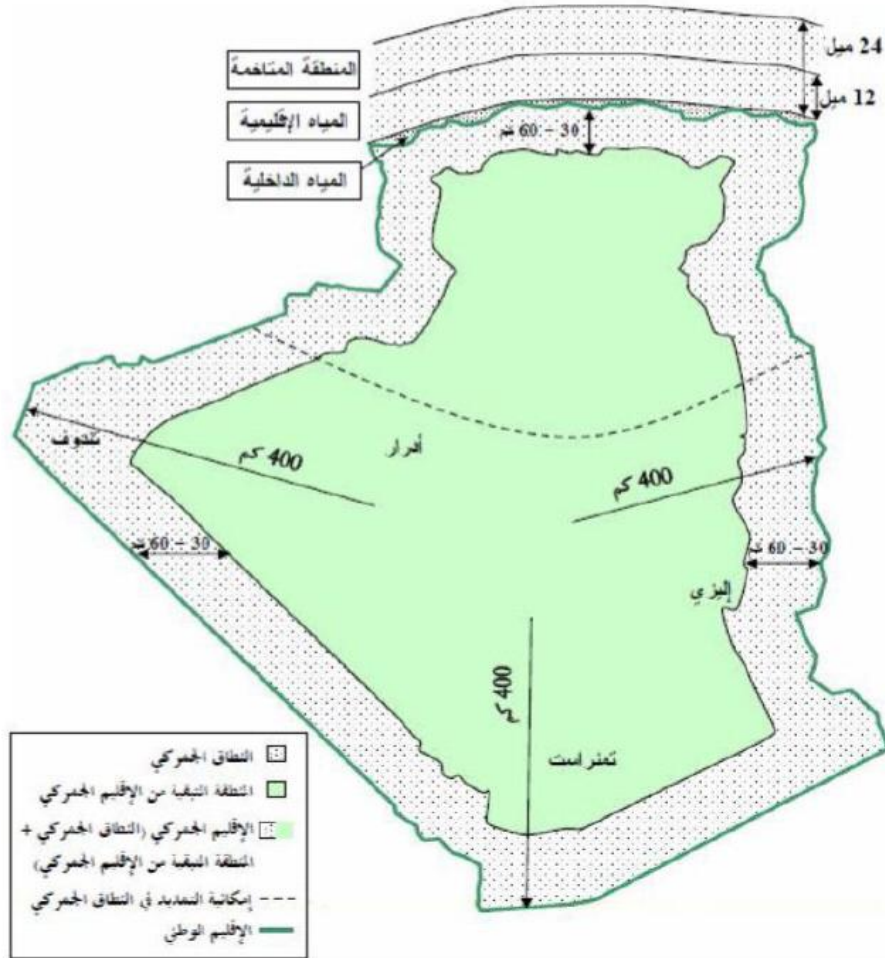 24 ميل
المنطقة المتاخمة
12 ميل
المياه الإقليمية
30 – 60 كم
المياه الداخلية
تندوف
400 كم
أدرار
400 كم
30 – 60 كم
30 – 60 كم
إليزي
400 كم
تمنراست
النطاق الجمركي
المنطقة المتبقية من الإقليم الجمركي
الإقليم الجمركي (النطاق الجمركي +
المنطقة المتبقية من الإقليم الجمركي)
إمكانية التمديد في النطاق الجمركي
الإقليم الوطني